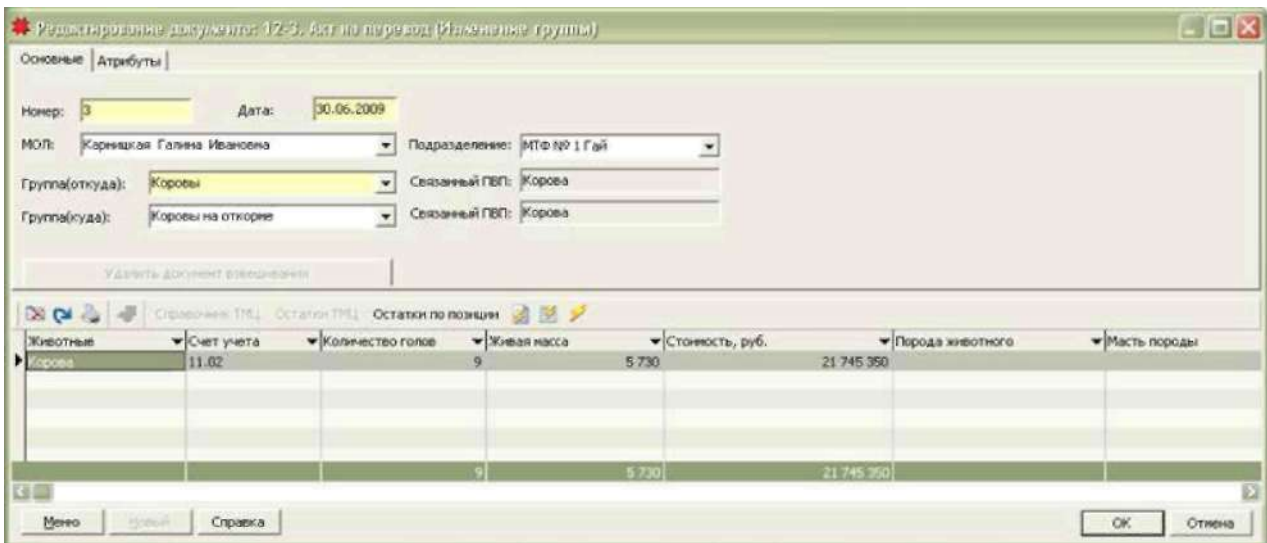 Редактирование документа: 12-3. Акт на перевод (Изменение группы)
Основные Атрибуты
Номер: 3 Дата: 30.06.2009
МОЛ: Карницкая Галина Ивановна Подразделение: МТФ № 1 Гай
Группа(откуда): Коровы Связанный ПВП: Корова
Группа(куда): Коровы на откорме Связанный ПВП: Корова
Удалить документ взвешивания
Справочник ТМЦ Остатки ТМЦ Остатки по позиции
Животные Счет учета Количество голов Живая масса Стоимость, руб. Порода животного Масть породы
Корова 11.02 9 5 730 21 745 350
9 5 730 21 745 350
Меню Новый Справка OK Отмена